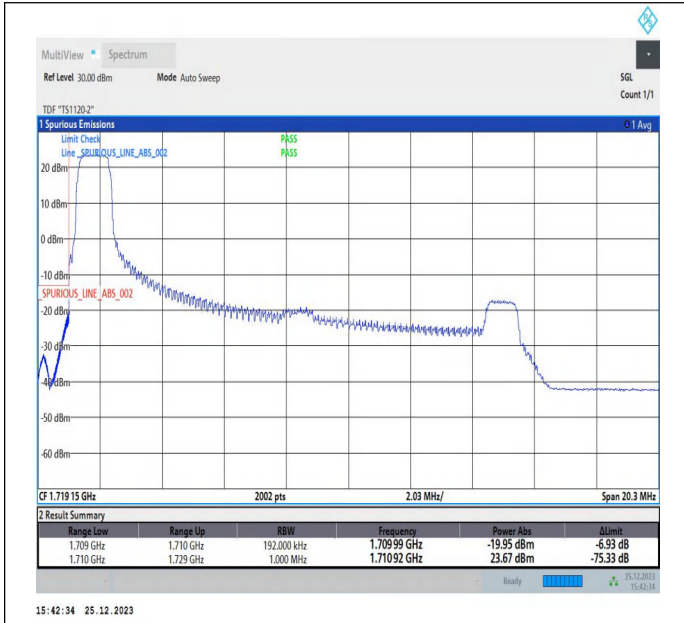 R S
MultiView Spectrum
Ref Level 30.00 dBm Mode Auto Sweep SGL
Count 1/1
TDF "TS1120-2"
1 Spurious Emissions 1 Avg
Limit Check PASS
Line _SPURIOUS_LINE_ABS_002 PASS
20 dBm
10 dBm
0 dBm
-10 dBm
_SPURIOUS_LINE_ABS_002
-20 dBm
-30 dBm
-40 dBm
-50 dBm
-60 dBm
CF 1.719 15 GHz 2002 pts 2.03 MHz/ Span 20.3 MHz
2 Result Summary
Range Low Range Up RBW Frequency Power Abs ΔLimit
1.709 GHz 1.710 GHz 192.000 kHz 1.709 99 GHz -19.95 dBm -6.93 dB
1.710 GHz 1.729 GHz 1.000 MHz 1.710 92 GHz 23.67 dBm -75.33 dB
Ready 25.12.2023
15:42:34
15:42:34 25.12.2023